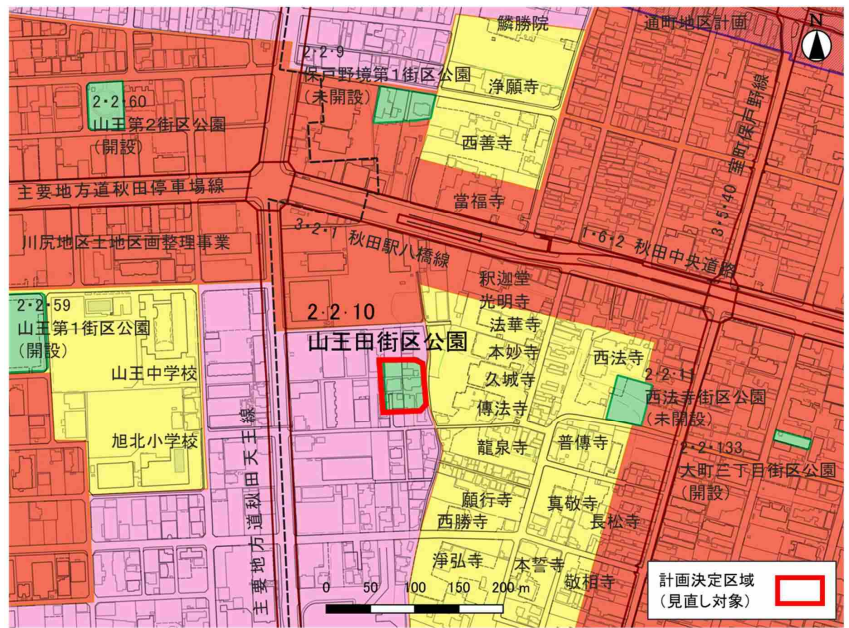 鱗勝院
通町地区計画
N
2・2・9
保戸野境第1街区公園
(未開設)
浄願寺
2・2・60
山王第2街区公園
(開設)
西善寺
3・5・40 川尻町保戸野線
主要地方道秋田停車場線
當福寺
3・2・1 秋田駅八橋線
1・6・2 秋田中央道路
川尻地区土地区画整理事業
釈迦堂
光明寺
2・2・59
山王第1街区公園
(開設)
2・2・10
山王田街区公園
法華寺
本妙寺
西法寺
山王中学校
久城寺
2・2・11
西法寺街区公園
(未開設)
傳法寺
旭北小学校
龍泉寺
普傳寺
2・2・133
大町三丁目街区公園
(開設)
主要地方道秋田天王線
願行寺
真敬寺
西勝寺
長松寺
淨弘寺
本誓寺
敬相寺
0 50 100 150 200 m
計画決定区域
(見直し対象)